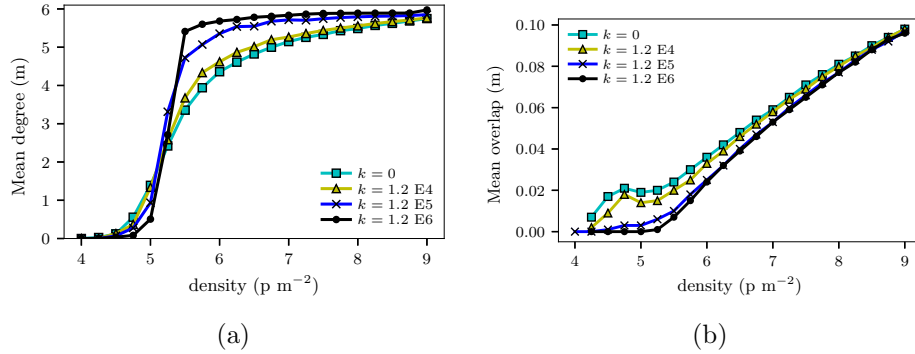 6
5
4
3
2
1
0
Mean degree (m)
k = 0
k = 1.2 E4
k = 1.2 E5
k = 1.2 E6
4 5 6 7 8 9
density (p m⁻²)
(a)
0.10
0.08
0.06
0.04
0.02
0.00
Mean overlap (m)
k = 0
k = 1.2 E4
k = 1.2 E5
k = 1.2 E6
4 5 6 7 8 9
density (p m⁻²)
(b)